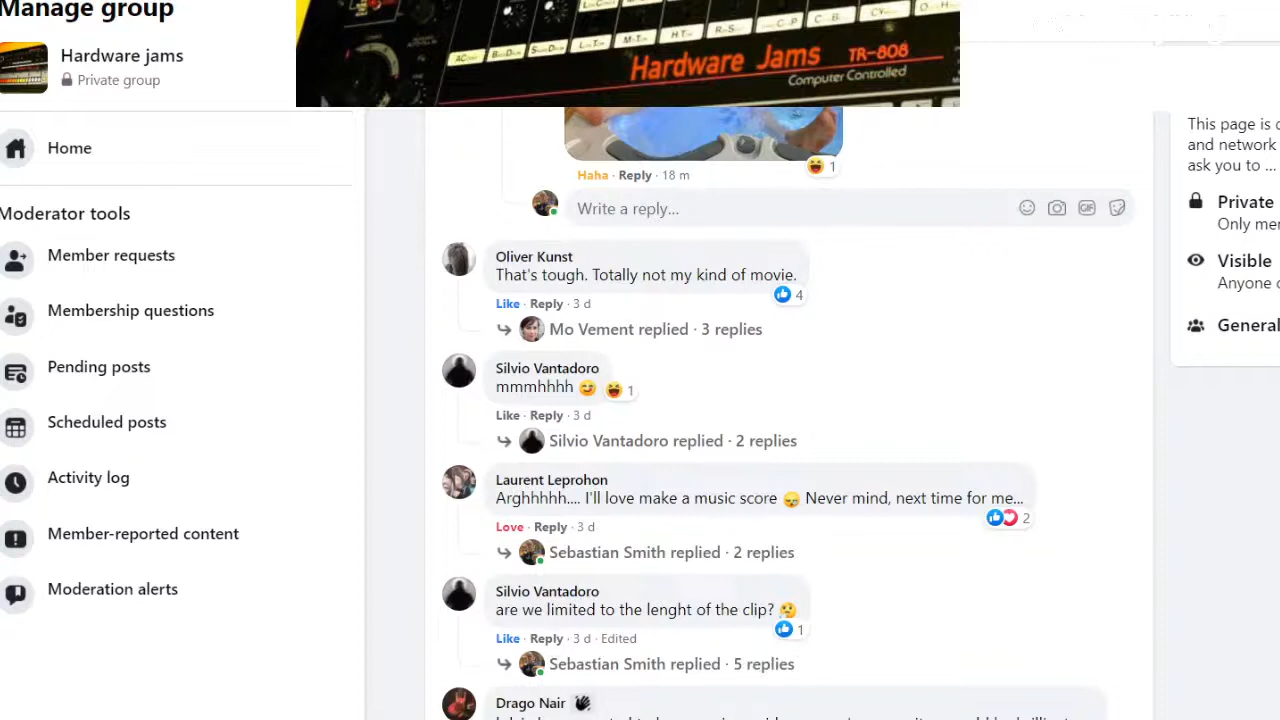 Manage group
Hardware jams
Private group
Home
Moderator tools
Member requests
Membership questions
Pending posts
Scheduled posts
Activity log
Member-reported content
Moderation alerts
Hardware Jams TR-808
Computer Controlled
1
Haha · Reply · 18 m
Write a reply...
GIF
Oliver Kunst
That's tough. Totally not my kind of movie.
4
Like · Reply · 3 d
Mo Vement replied · 3 replies
Silvio Vantadoro
mmmhhhh 😏
1
Like · Reply · 3 d
Silvio Vantadoro replied · 2 replies
Laurent Leprohon
Arghhhhh.... I'll love make a music score 😪 Never mind, next time for me...
2
Love · Reply · 3 d
Sebastian Smith replied · 2 replies
Silvio Vantadoro
are we limited to the lenght of the clip? 🤔
1
Like · Reply · 3 d · Edited
Sebastian Smith replied · 5 replies
Drago Nair
This page is
and network
ask you to ...
Private
Only
Visible
Anyone
General